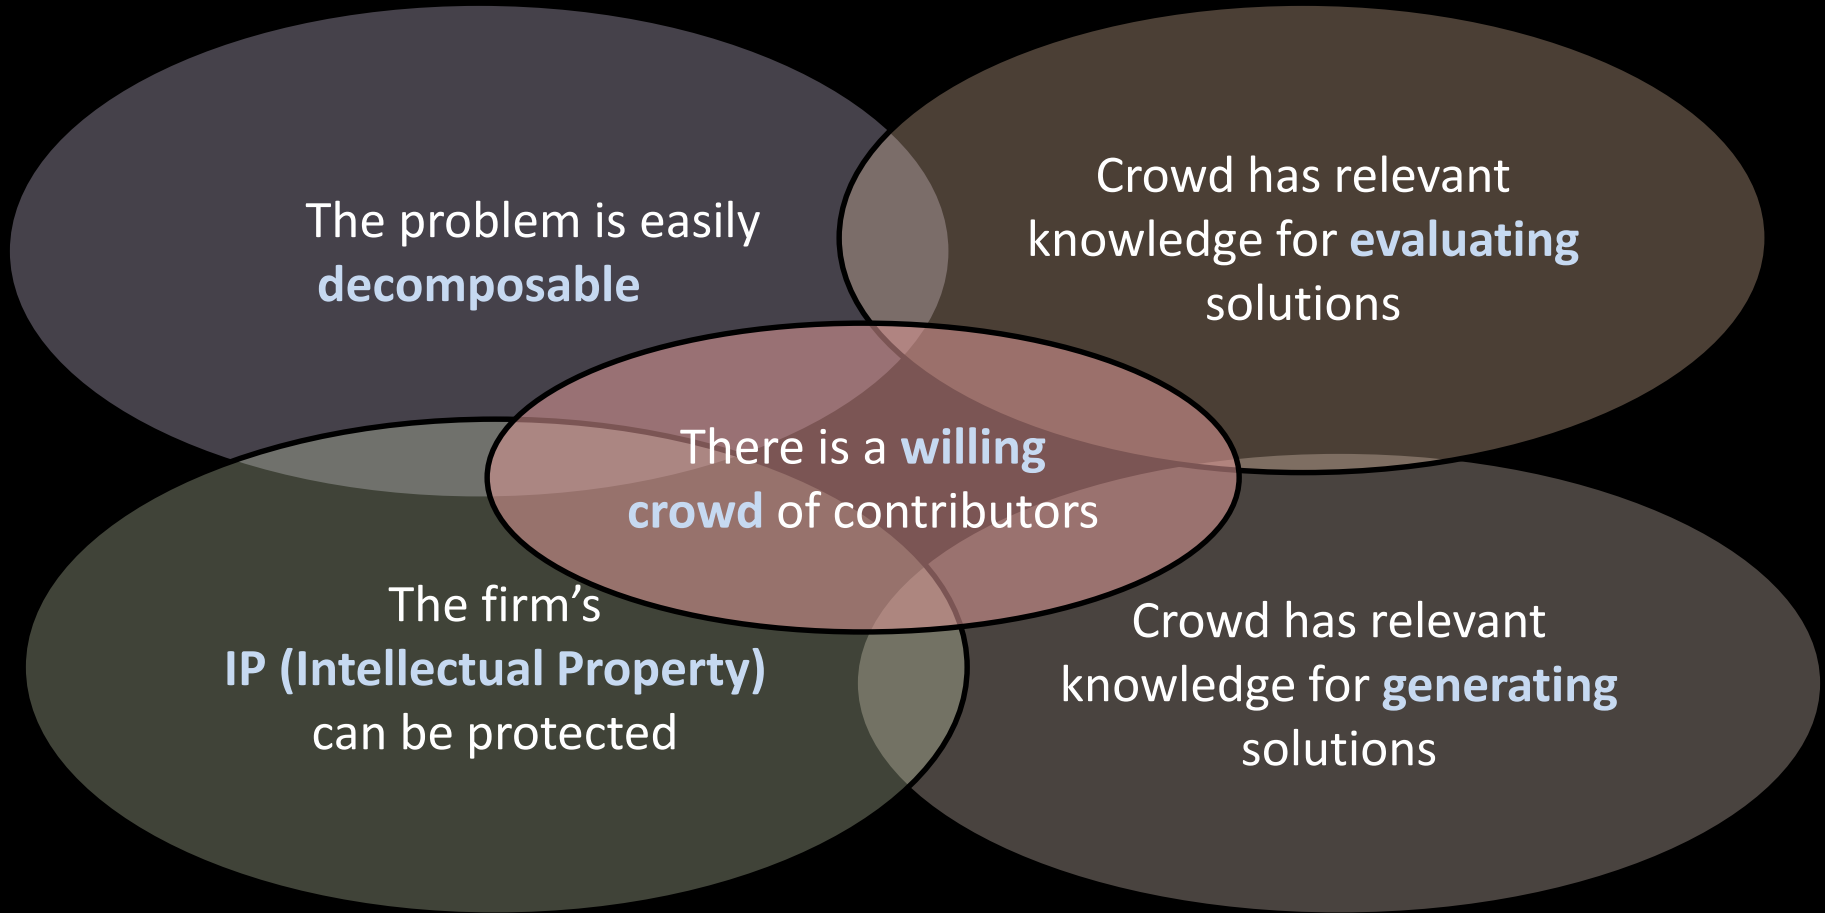 The problem is easily
decomposable
Crowd has relevant
knowledge for evaluating
solutions
There is a willing
crowd of contributors
The firm’s
IP (Intellectual Property)
can be protected
Crowd has relevant
knowledge for generating
solutions